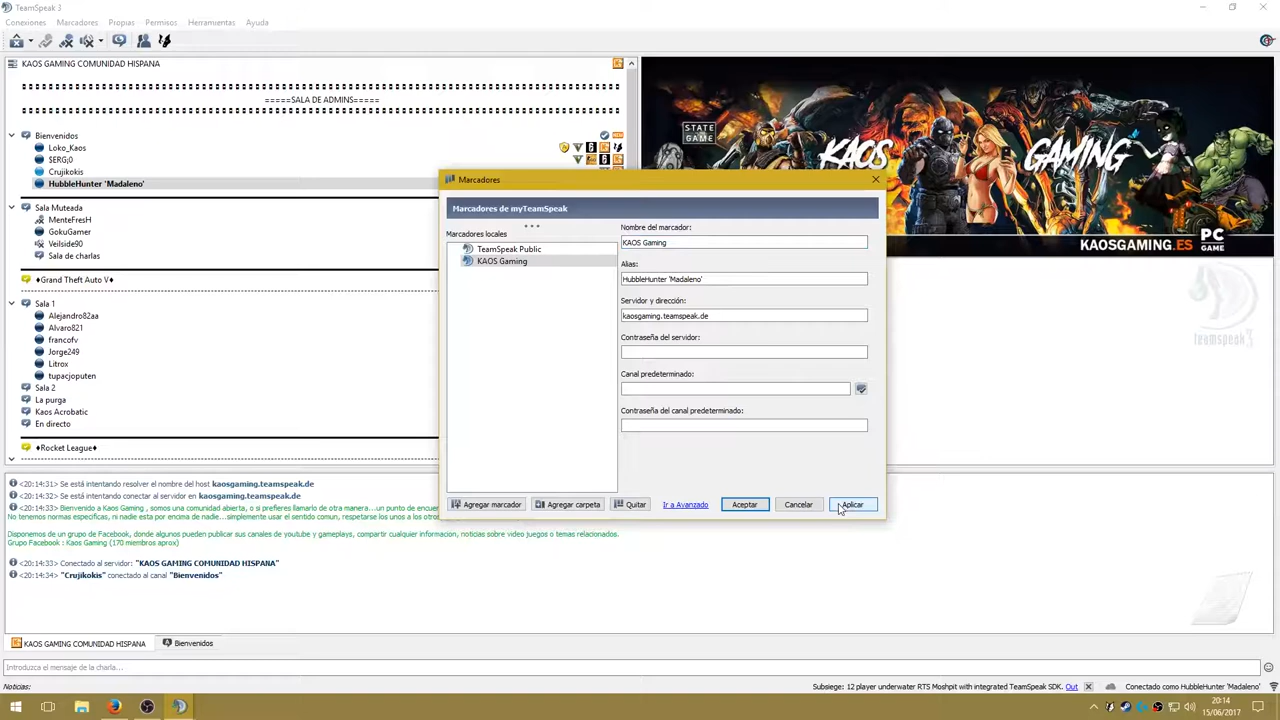 TeamSpeak 3
Conexiones Marcadores Propias Permisos Herramientas Ayuda
KAOS GAMING COMUNIDAD HISPANA
=====SALA DE ADMINS=====
Bienvenidos
Loko_Kaos
SERG;0
Crujikokis
HubbleHunter 'Madaleno'
Sala Muteada
MenteFresH
GokuGamer
Veilside90
Sala de charlas
♦Grand Theft Auto V♦
Sala 1
Alejandro82aa
Alvaro821
francofv
Jorge249
Litrox
tupacjoputen
Sala 2
La purga
Kaos Acrobatic
En directo
♦Rocket League♦
STATE OF GAME
KAOS GAMING
PC GAME
KAOSGAMING.ES
teamspeak
Marcadores
Marcadores de myTeamSpeak
Marcadores locales
TeamSpeak Public
KAOS Gaming
Nombre del marcador:
KAOS Gaming
Alias:
HubbleHunter 'Madaleno'
Servidor y dirección:
kaosgaming.teamspeak.de
Contraseña del servidor:
Canal predeterminado:
Contraseña del canal predeterminado:
Agregar marcador Agregar carpeta Quitar Ir a Avanzado Aceptar Cancelar Aplicar
<20:14:31> Se está intentando resolver el nombre del host kaosgaming.teamspeak.de
<20:14:32> Se está intentando conectar al servidor en kaosgaming.teamspeak.de
Bienvenido a Kaos Gaming , somos una comunidad abierta, o si prefieres llamarlo de otra manera...un punto de encue
No tenemos normas especificas, ni nadie esta por encima de nadie...simplemente usar el sentido comun, respetarse los unos a los otro
Disponemos de un grupo de Facebook, donde algunos pueden publicar sus canales de youtube y gameplays, compartir cualquier informacion, noticias sobre video juegos o temas relacionados.
Grupo Facebook : Kaos Gaming (170 miembros aprox)
<20:14:33> Conectado al servidor: "KAOS GAMING COMUNIDAD HISPANA"
<20:14:34> "Crujikokis" conectado al canal "Bienvenidos"
KAOS GAMING COMUNIDAD HISPANA Bienvenidos
Introduzca el mensaje de la charla...
Noticias: Subsiege: 12 player underwater RTS Moshpit with integrated TeamSpeak SDK. Out Conectado como HubbleHunter 'Madaleno'
20:14
15/06/2017